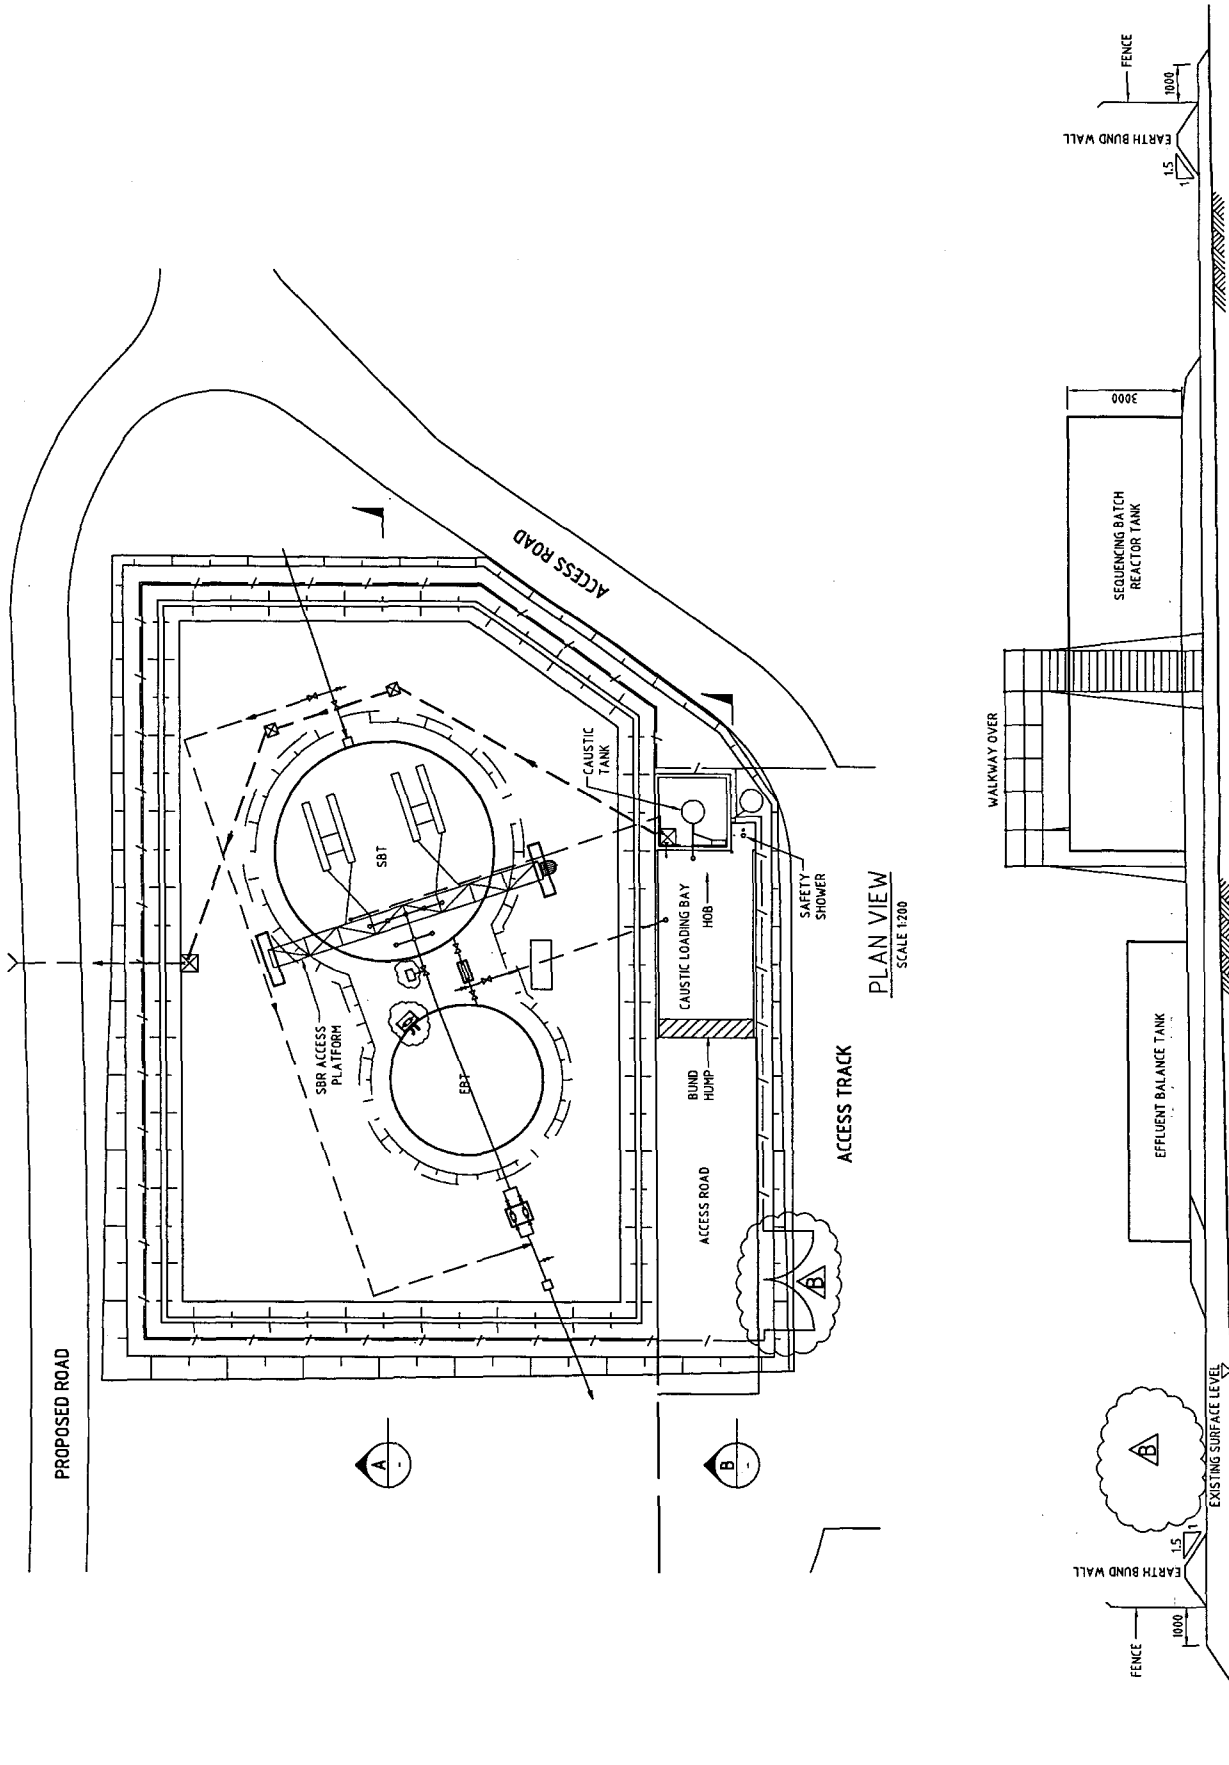 PROPOSED ROAD
ACCESS ROAD
SBR ACCESS
PLATFORM
SBT
EBT
CAUSTIC
TANK
CAUSTIC LOADING BAY
HOB
SAFETY
SHOWER
BUND
HUMP
ACCESS ROAD
ACCESS TRACK
A
-
B
-
B
PLAN VIEW
SCALE 1:200
FENCE
1000
EARTH BUND WALL
1.5
1
B
EXISTING SURFACE LEVEL
EFFLUENT BALANCE TANK
WALKWAY OVER
SEQUENCING BATCH
REACTOR TANK
3000
1.5
1
EARTH BUND WALL
FENCE
1000